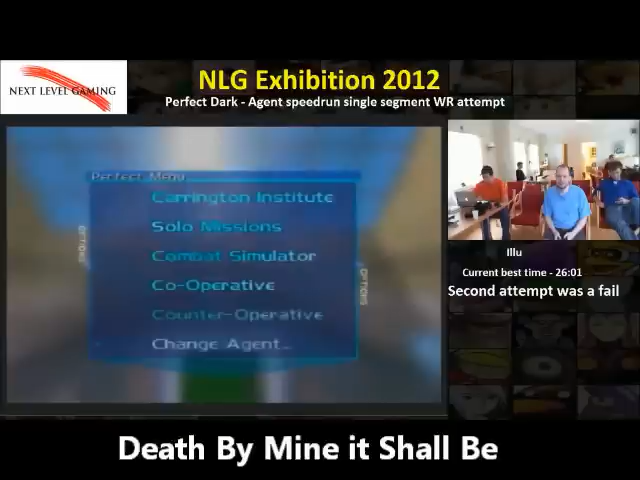 NLG Exhibition 2012
Perfect Dark - Agent speedrun single segment WR attempt
NEXT LEVEL GAMING
Perfect Menu
Carrington Institute
Solo Missions
Combat Simulator
Co-Operative
Counter-Operative
Change Agent...
OPTIONS
OPTIONS
Illu
Current best time - 26:01
Second attempt was a fail
Death By Mine it Shall Be